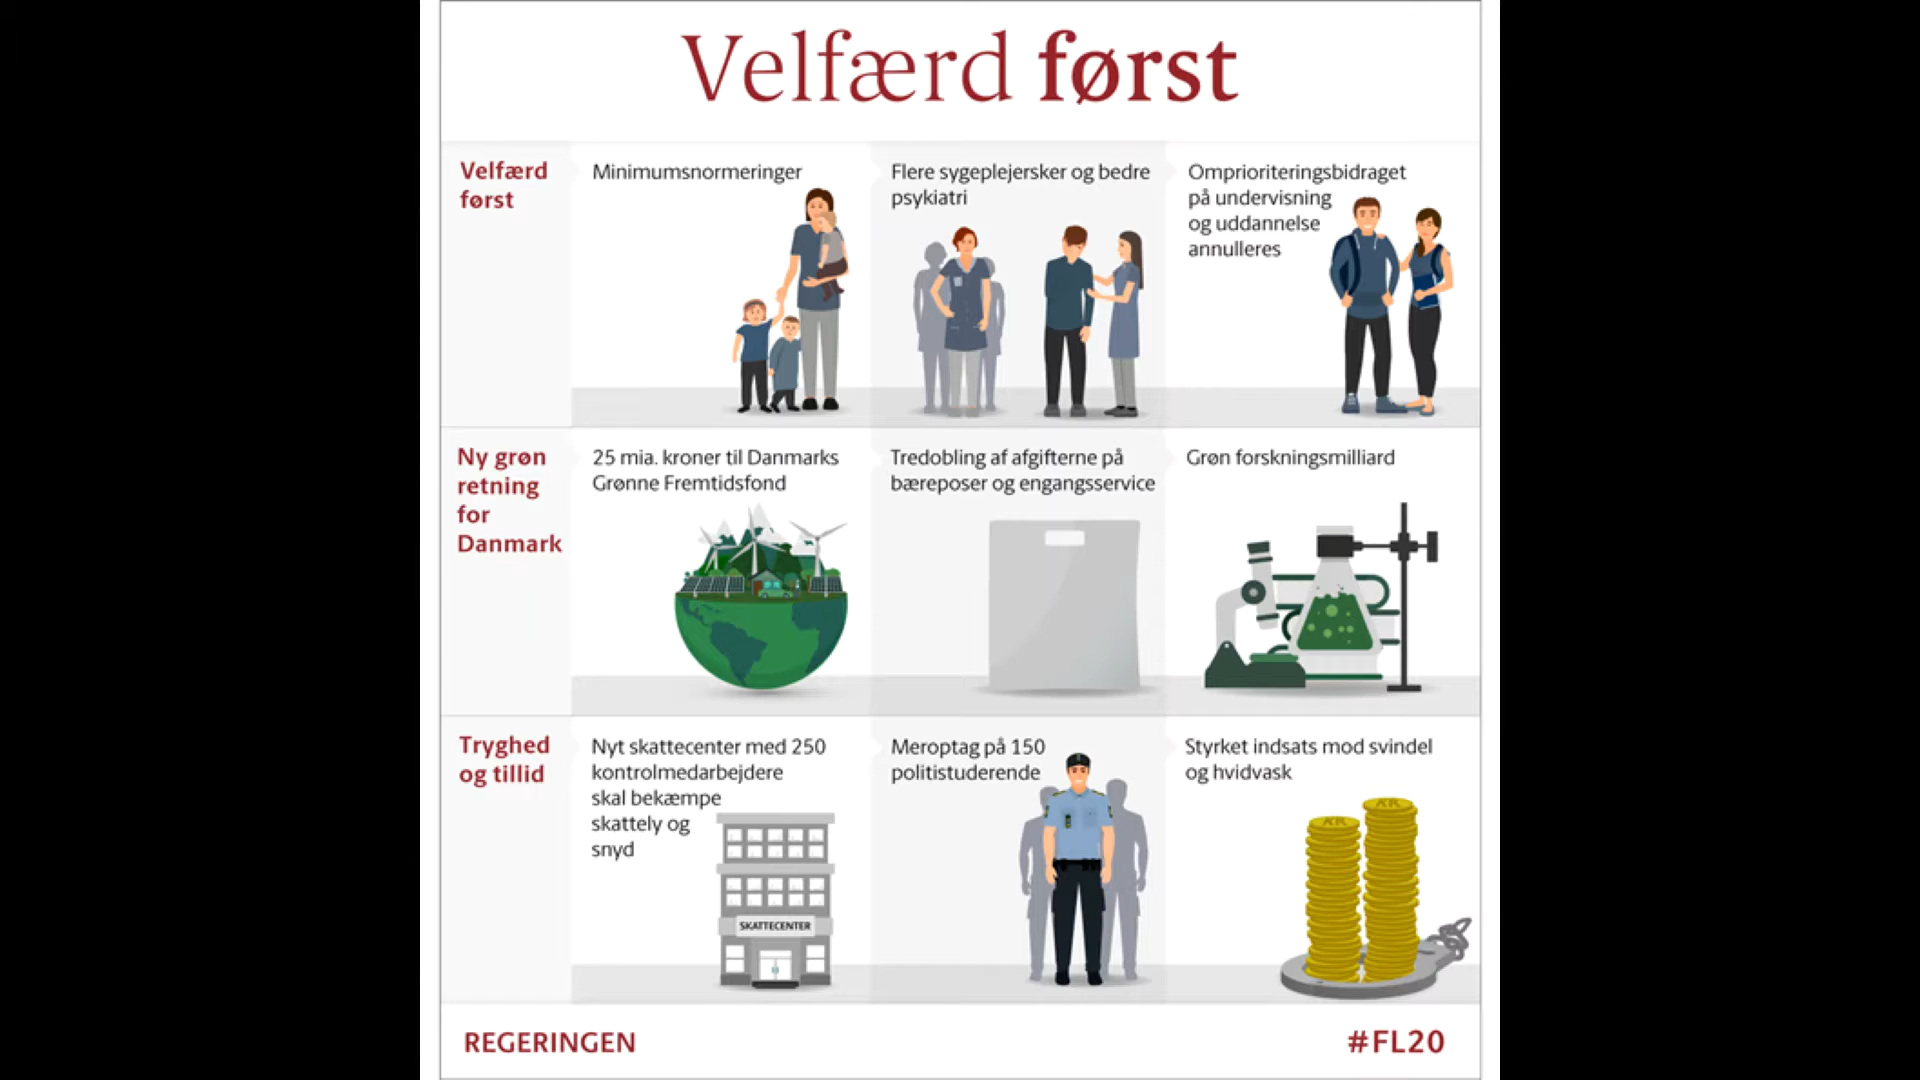 Velfærd først
Velfærd
først
Minimumsnormeringer
Flere sygeplejersker og bedre
psykiatri
Omprioriteringsbidraget
på undervisning
og uddannelse
annulleres
Ny grøn
retning
for
Danmark
25 mia. kroner til Danmarks
Grønne Fremtidsfond
Tredobling af afgifterne på
bæreposer og engangsservice
Grøn forskningsmilliard
Tryghed
og tillid
Nyt skattecenter med 250
kontrolmedarbejdere
skal bekæmpe
skattely og
snyd
SKATTECENTER
Meroptag på 150
politistuderende
Styrket indsats mod svindel
og hvidvask
KR
KR
REGERINGEN
#FL20